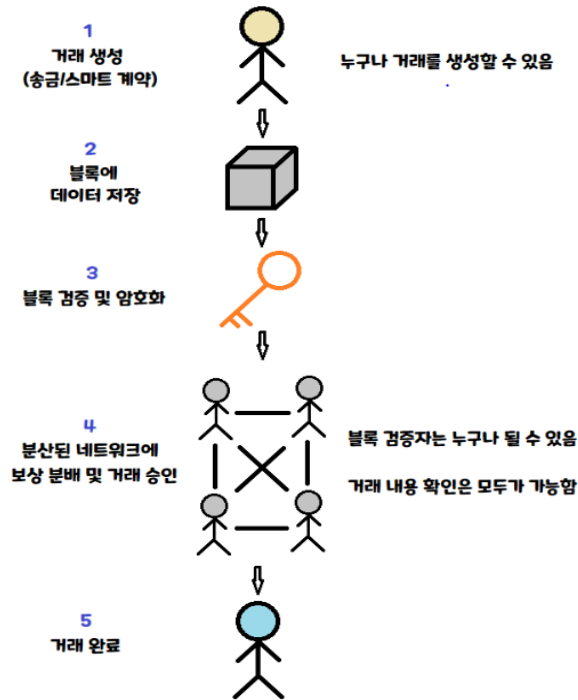 1
거래 생성
(송금/스마트 계약)
누구나 거래를 생성할 수 있음
2
블록에
데이터 저장
3
블록 검증 및 암호화
4
분산된 네트워크에
보상 분배 및 거래 승인
블록 검증자는 누구나 될 수 있음
거래 내용 확인은 모두가 가능함
5
거래 완료